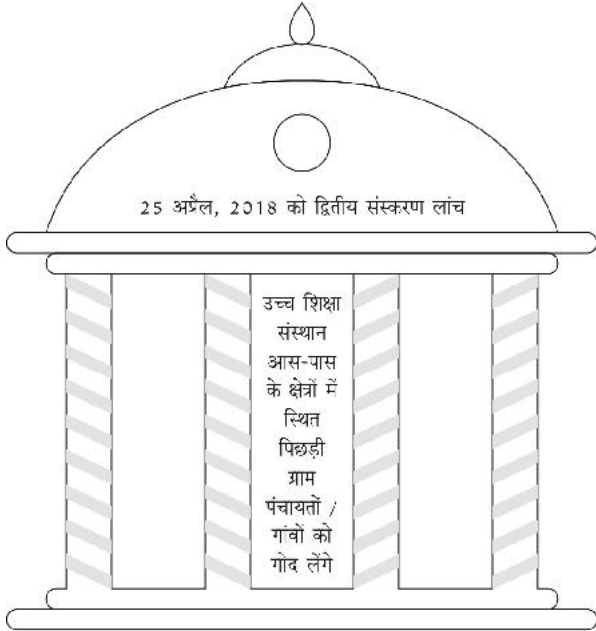 25 अप्रैल, 2018 को द्वितीय संस्करण लांच
उच्च शिक्षा
संस्थान
आस-पास
के क्षेत्रों में
स्थित
पिछड़ी
ग्राम
पंचायतों /
गांवों को
गोद लेंगे